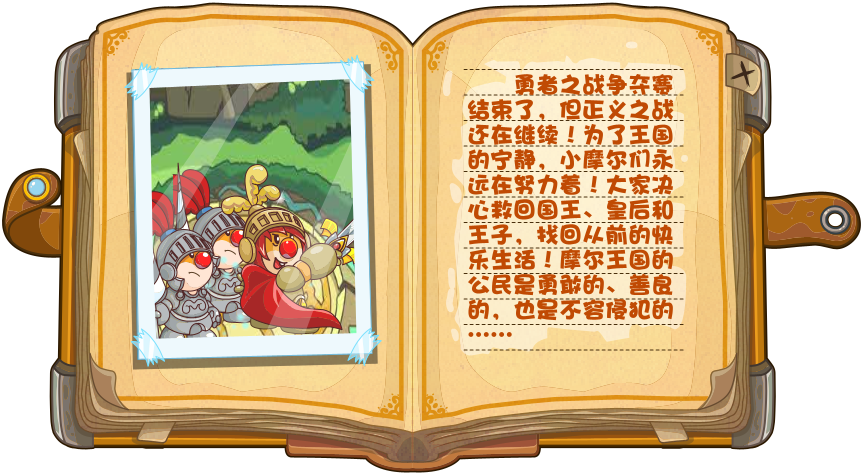 勇者之战争夺赛
结束了，但正义之战
还在继续！为了王国
的宁静，小摩尔们永
远在努力着！大家决
心救回国王、皇后和
王子，找回从前的快
乐生活！摩尔王国的
公民是勇敢的、善良
的，也是不容侵犯的
······